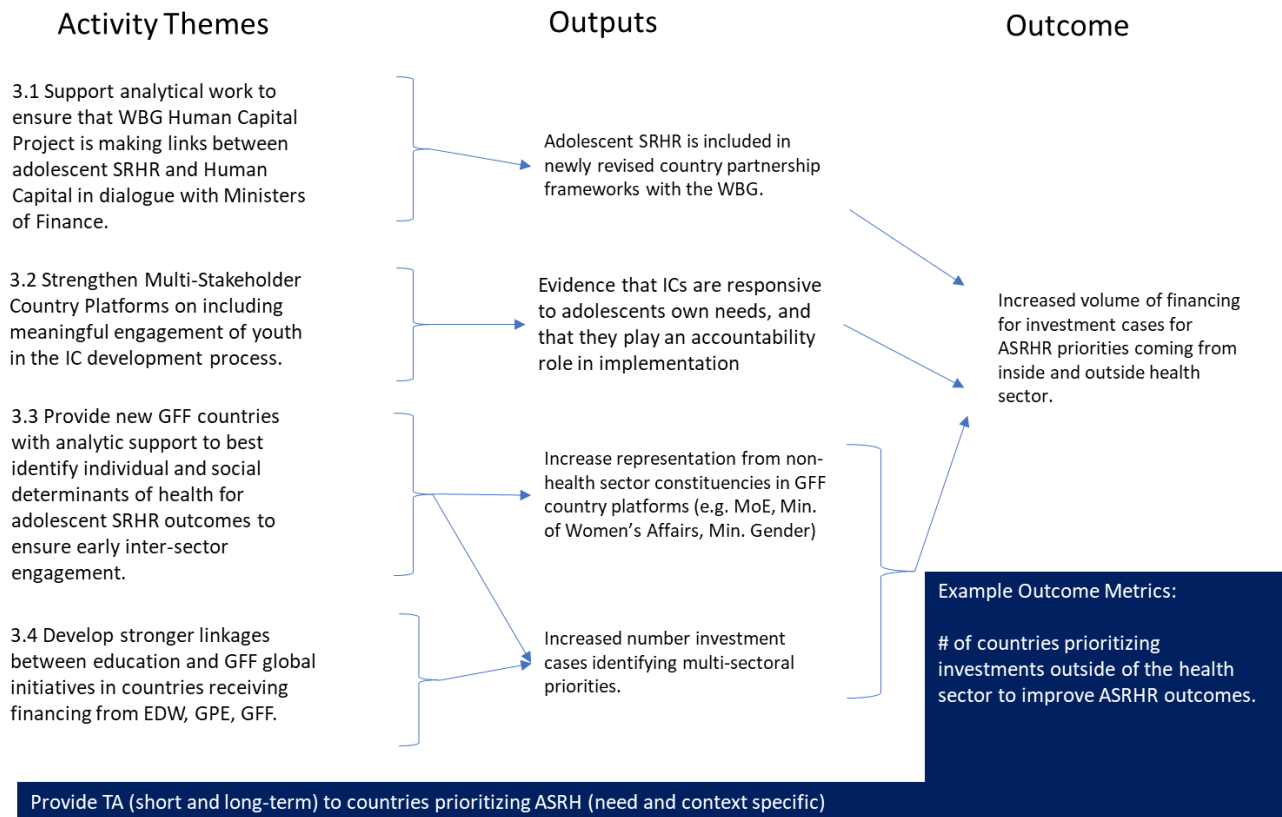 Activity Themes
Outputs
Outcome
3.1 Support analytical work to
ensure that WBG Human Capital
Project is making links between
adolescent SRHR and Human
Capital in dialogue with Ministers
of Finance.
Adolescent SRHR is included in
newly revised country partnership
frameworks with the WBG.
3.2 Strengthen Multi-Stakeholder
Country Platforms on including
meaningful engagement of youth
in the IC development process.
Evidence that ICs are responsive
to adolescents own needs, and
that they play an accountability
role in implementation
Increased volume of financing
for investment cases for
ASRHR priorities coming from
inside and outside health
sector.
3.3 Provide new GFF countries
with analytic support to best
identify individual and social
determinants of health for
adolescent SRHR outcomes to
ensure early inter-sector
engagement.
Increase representation from non-
health sector constituencies in GFF
country platforms (e.g. MoE, Min.
of Women’s Affairs, Min. Gender)
3.4 Develop stronger linkages
between education and GFF global
initiatives in countries receiving
financing from EDW, GPE, GFF.
Increased number investment
cases identifying multi-sectoral
priorities.
Example Outcome Metrics:
# of countries prioritizing
investments outside of the health
sector to improve ASRHR outcomes.
Provide TA (short and long-term) to countries prioritizing ASRH (need and context specific)